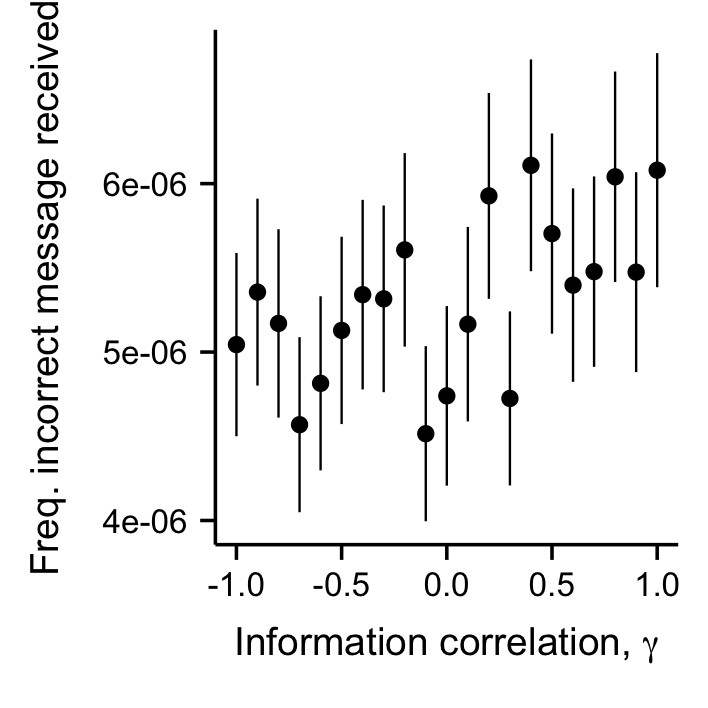 Freq. incorrect message received
6e-06
5e-06
4e-06
-1.0 -0.5 0.0 0.5 1.0
Information correlation, γ